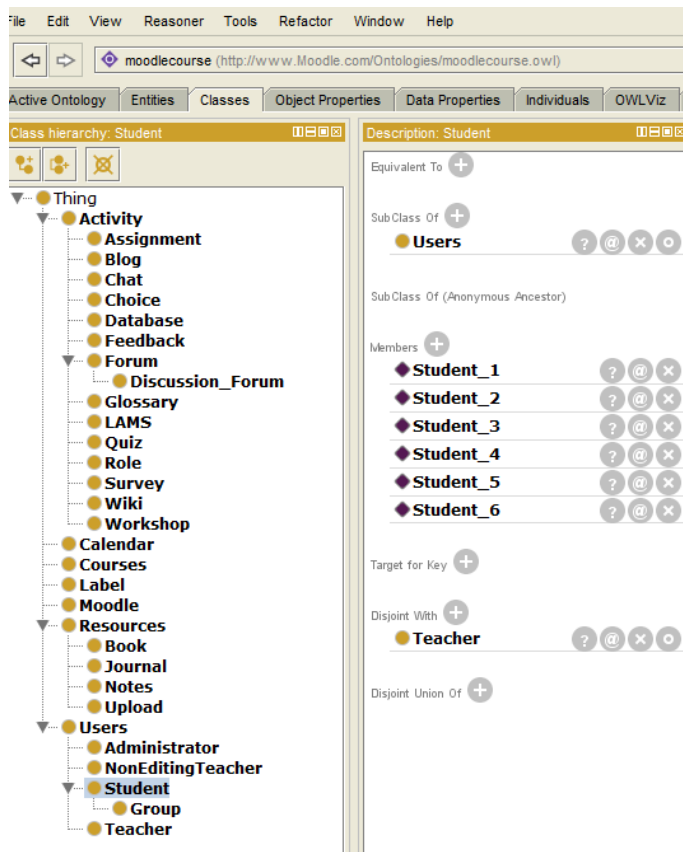 File Edit View Reasoner Tools Refactor Window Help
moodlecourse (http://www.Moodle.com/Ontologies/moodlecourse.owl)
Active Ontology Entities Classes Object Properties Data Properties Individuals OWLViz
Class hierarchy: Student
Thing
Activity
Assignment
Blog
Chat
Choice
Database
Feedback
Forum
Discussion_Forum
Glossary
LAMS
Quiz
Role
Survey
Wiki
Workshop
Calendar
Courses
Label
Moodle
Resources
Book
Journal
Notes
Upload
Users
Administrator
NonEditingTeacher
Student
Group
Teacher
Description: Student
Equivalent To
SubClass Of
Users
SubClass Of (Anonymous Ancestor)
Members
Student_1
Student_2
Student_3
Student_4
Student_5
Student_6
Target for Key
Disjoint With
Teacher
Disjoint Union Of